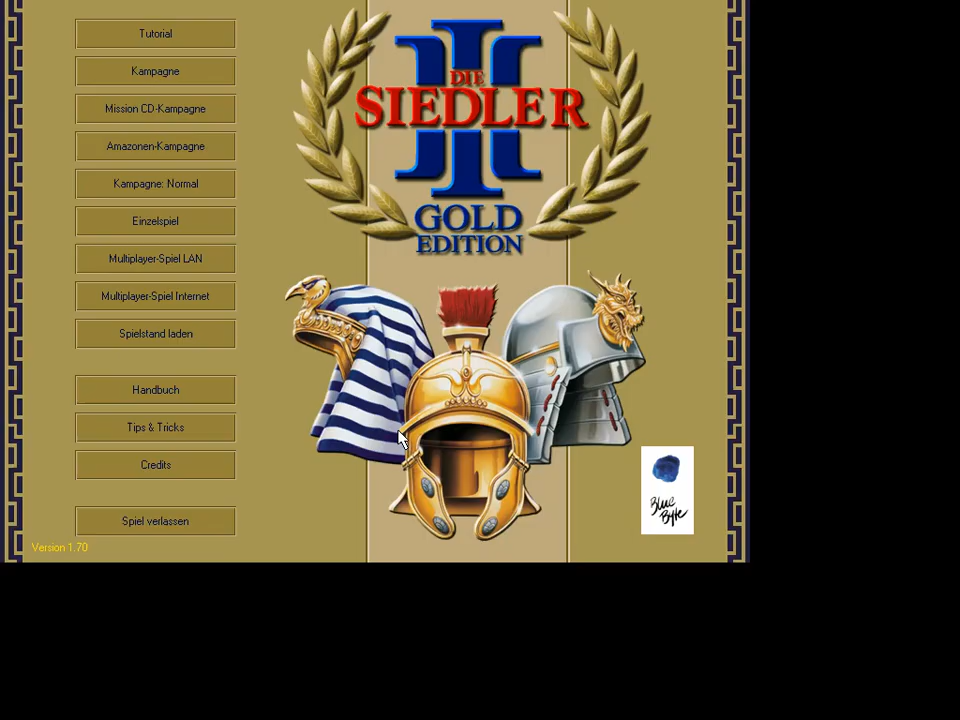 Tutorial
Kampagne
Mission CD-Kampagne
Amazonen-Kampagne
Kampagne: Normal
Einzelspiel
Multiplayer-Spiel LAN
Multiplayer-Spiel Internet
Spielstand laden
Handbuch
Tips & Tricks
Credits
Spiel verlassen
Version 1.70
III
DIE
SIEDLER
GOLD
EDITION
Blue
Byte